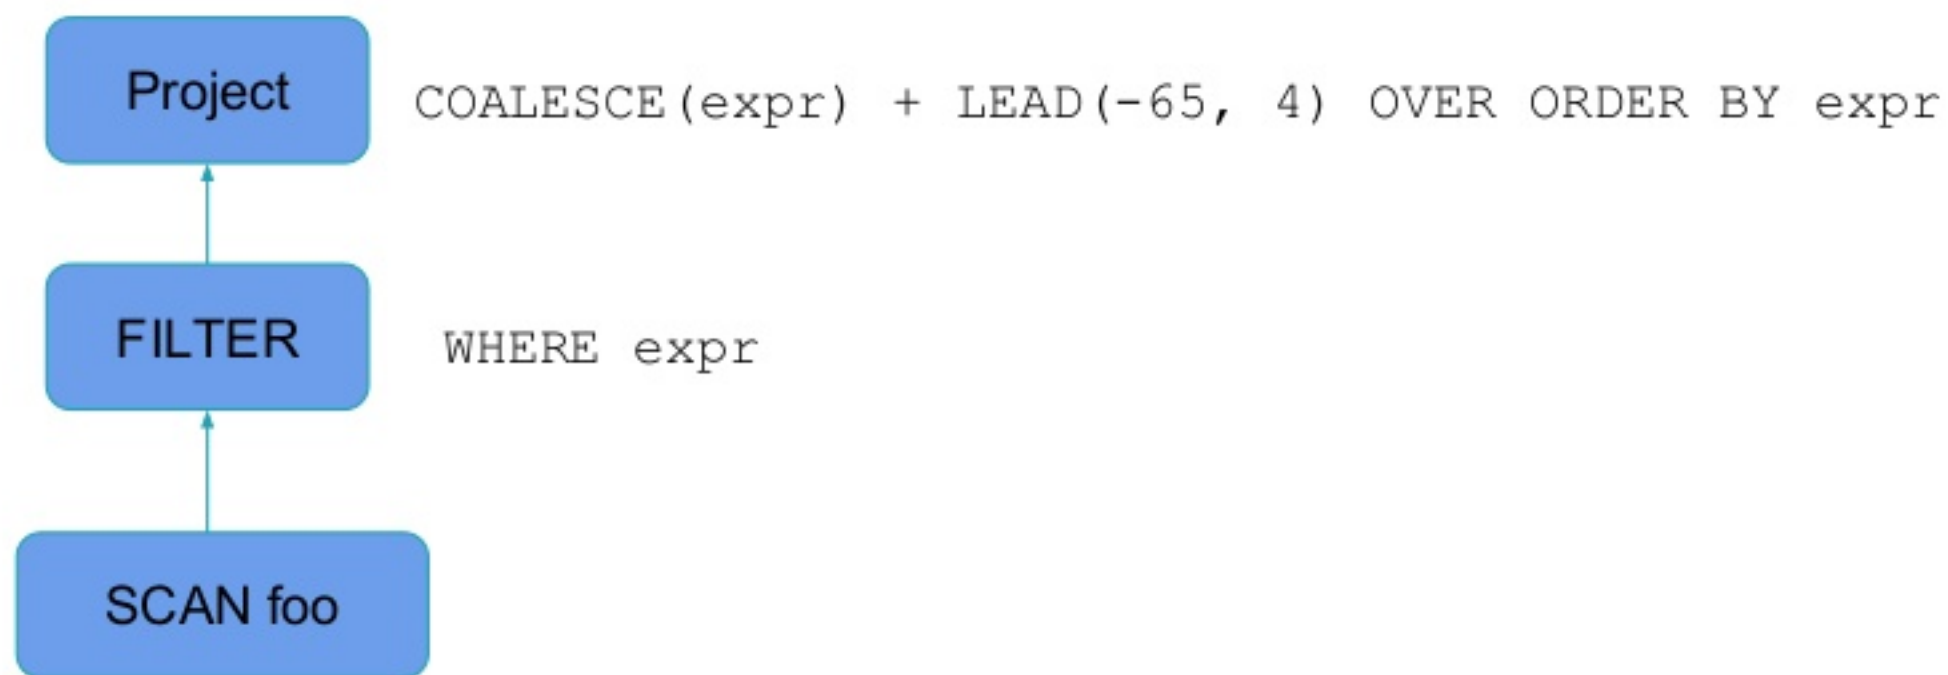 Project
COALESCE(expr) + LEAD(-65, 4) OVER ORDER BY expr
FILTER
WHERE expr
SCAN foo